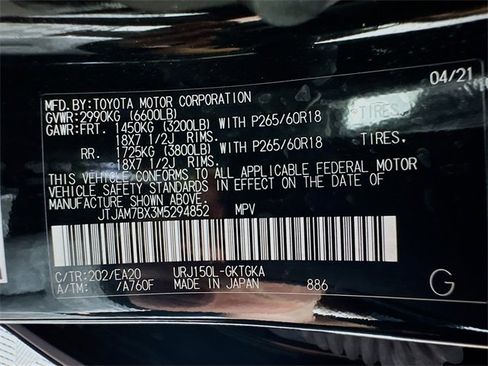 04/21
MFD.BY:TOYOTA MOTOR CORPORATION
GVWR:2990KG (6600LB)
GAWR:FRT. 1450KG (3200LB) WITH P265/60R18 TIRES.
18X7 1/2J RIMS.
RR. 1725KG (3800LB) WITH P265/60R18 TIRES.
18X7 1/2J RIMS.
THIS VEHICLE CONFORMS TO ALL APPLICABLE FEDERAL MOTOR
VEHICLE SAFETY STANDARDS IN EFFECT ON THE DATE OF
MANUFACTURE SHOWN ABOVE.
JTJAM7BX3M5294852 MPV
C/TR:202/EA20 URJ150L-GKTGKA
A/TM: /A760F MADE IN JAPAN 886 G